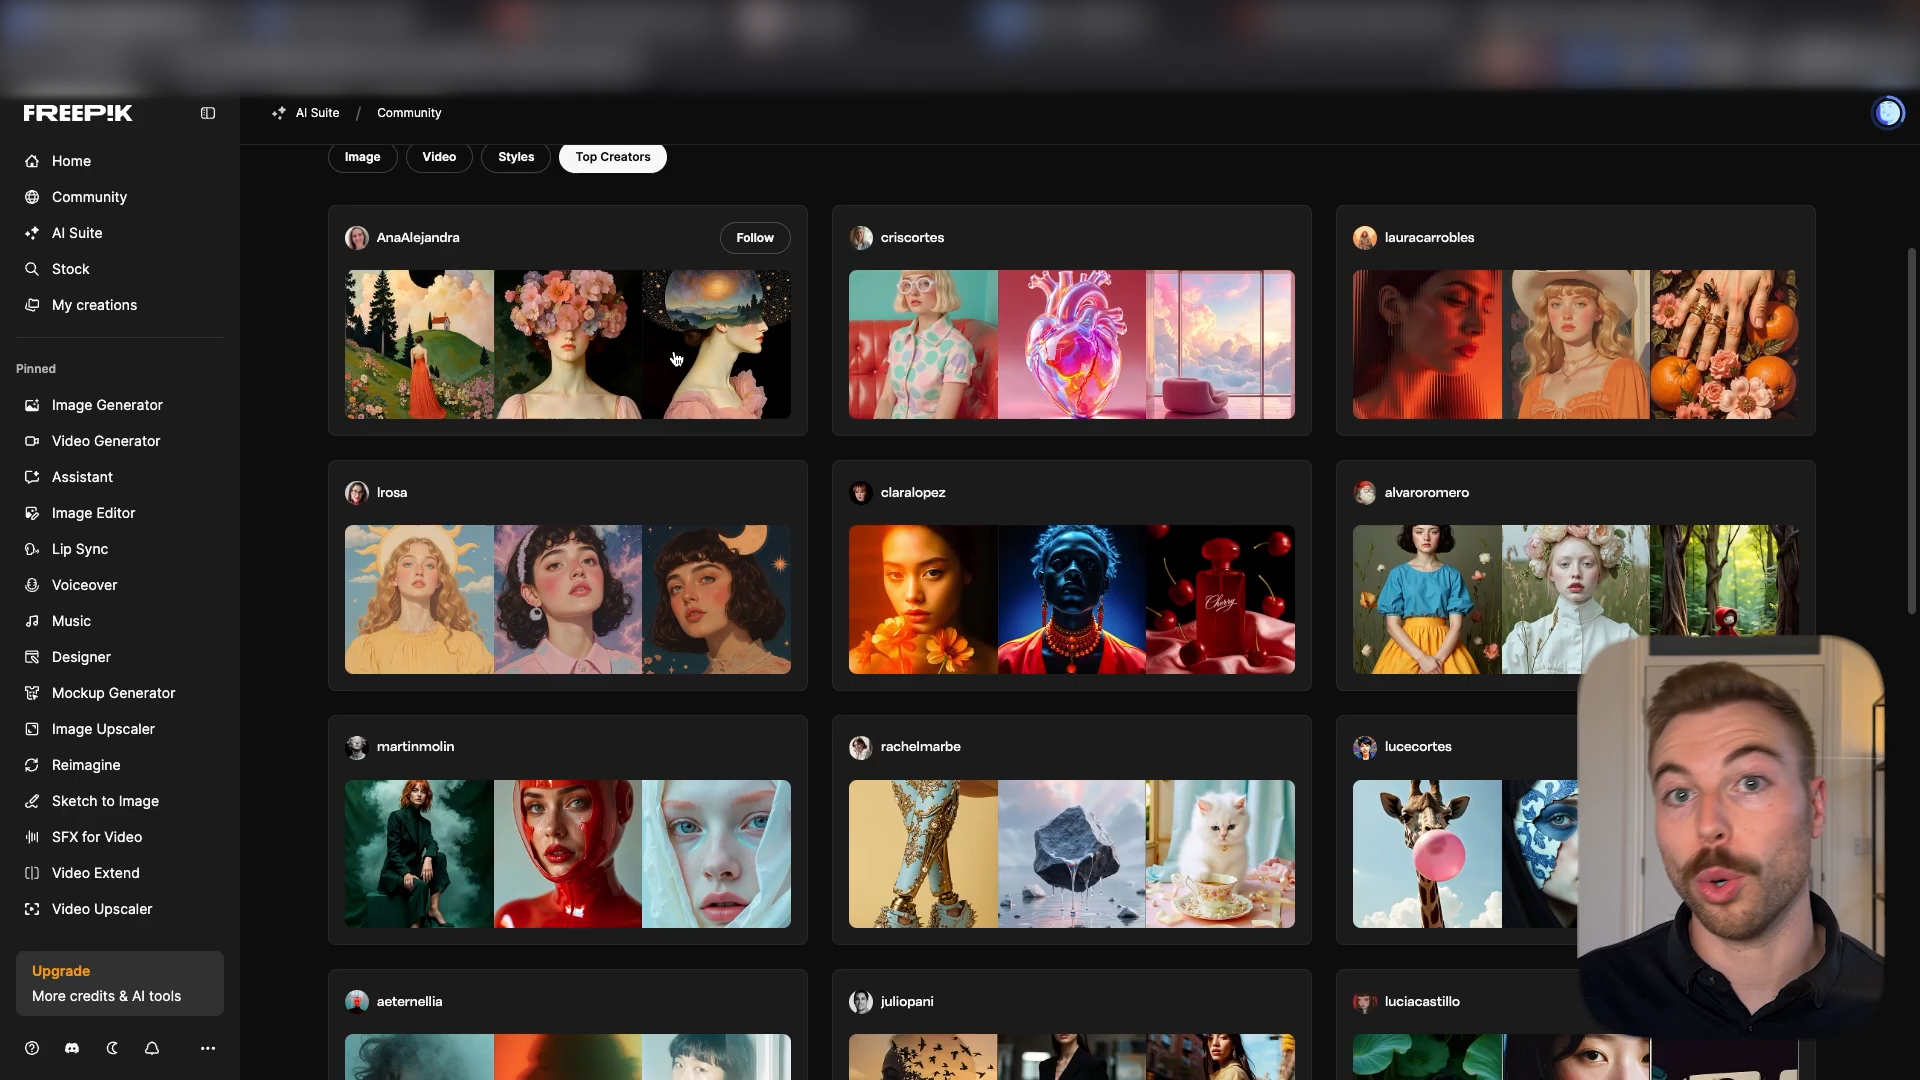 FREEP!K
AI Suite / Community
Home
Community
AI Suite
Stock
My creations
Pinned
Image Generator
Video Generator
Assistant
Image Editor
Lip Sync
Voiceover
Music
Designer
Mockup Generator
Image Upscaler
Reimagine
Sketch to Image
SFX for Video
Video Extend
Video Upscaler
Upgrade
More credits & AI tools
Image Video Styles Top Creators
AnaAlejandra Follow
criscortes
lauracarrobles
lrosa
claralopez
alvaroromero
Cherry
martinmolin
rachelmarbe
lucecortes
aeternellia
juliopani
luciacastillo